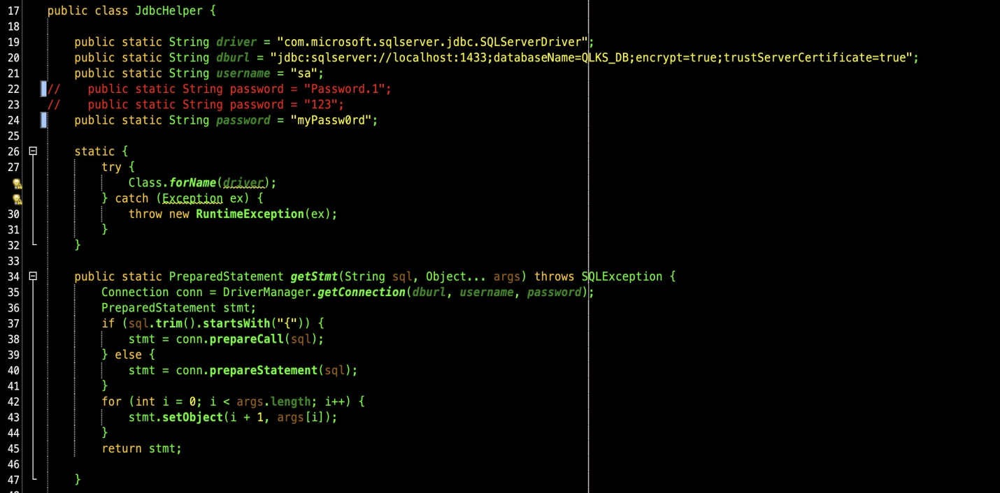 17 public class JdbcHelper {
18
19 public static String driver = "com.microsoft.sqlserver.jdbc.SQLServerDriver";
20 public static String dburl = "jdbc:sqlserver://localhost:1433;databaseName=QLKS_DB;encrypt=true;trustServerCertificate=true";
21 public static String username = "sa";
22 // public static String password = "Password.1";
23 // public static String password = "123";
24 public static String password = "myPassw0rd";
25
26 static {
27 try {
Class.forName(driver);
} catch (Exception ex) {
30 throw new RuntimeException(ex);
31 }
32 }
33
34 public static PreparedStatement getStmt(String sql, Object... args) throws SQLException {
35 Connection conn = DriverManager.getConnection(dburl, username, password);
36 PreparedStatement stmt;
37 if (sql.trim().startsWith("{")) {
38 stmt = conn.prepareCall(sql);
39 } else {
40 stmt = conn.prepareStatement(sql);
41 }
42 for (int i = 0; i < args.length; i++) {
43 stmt.setObject(i + 1, args[i]);
44 }
45 return stmt;
46
47 }